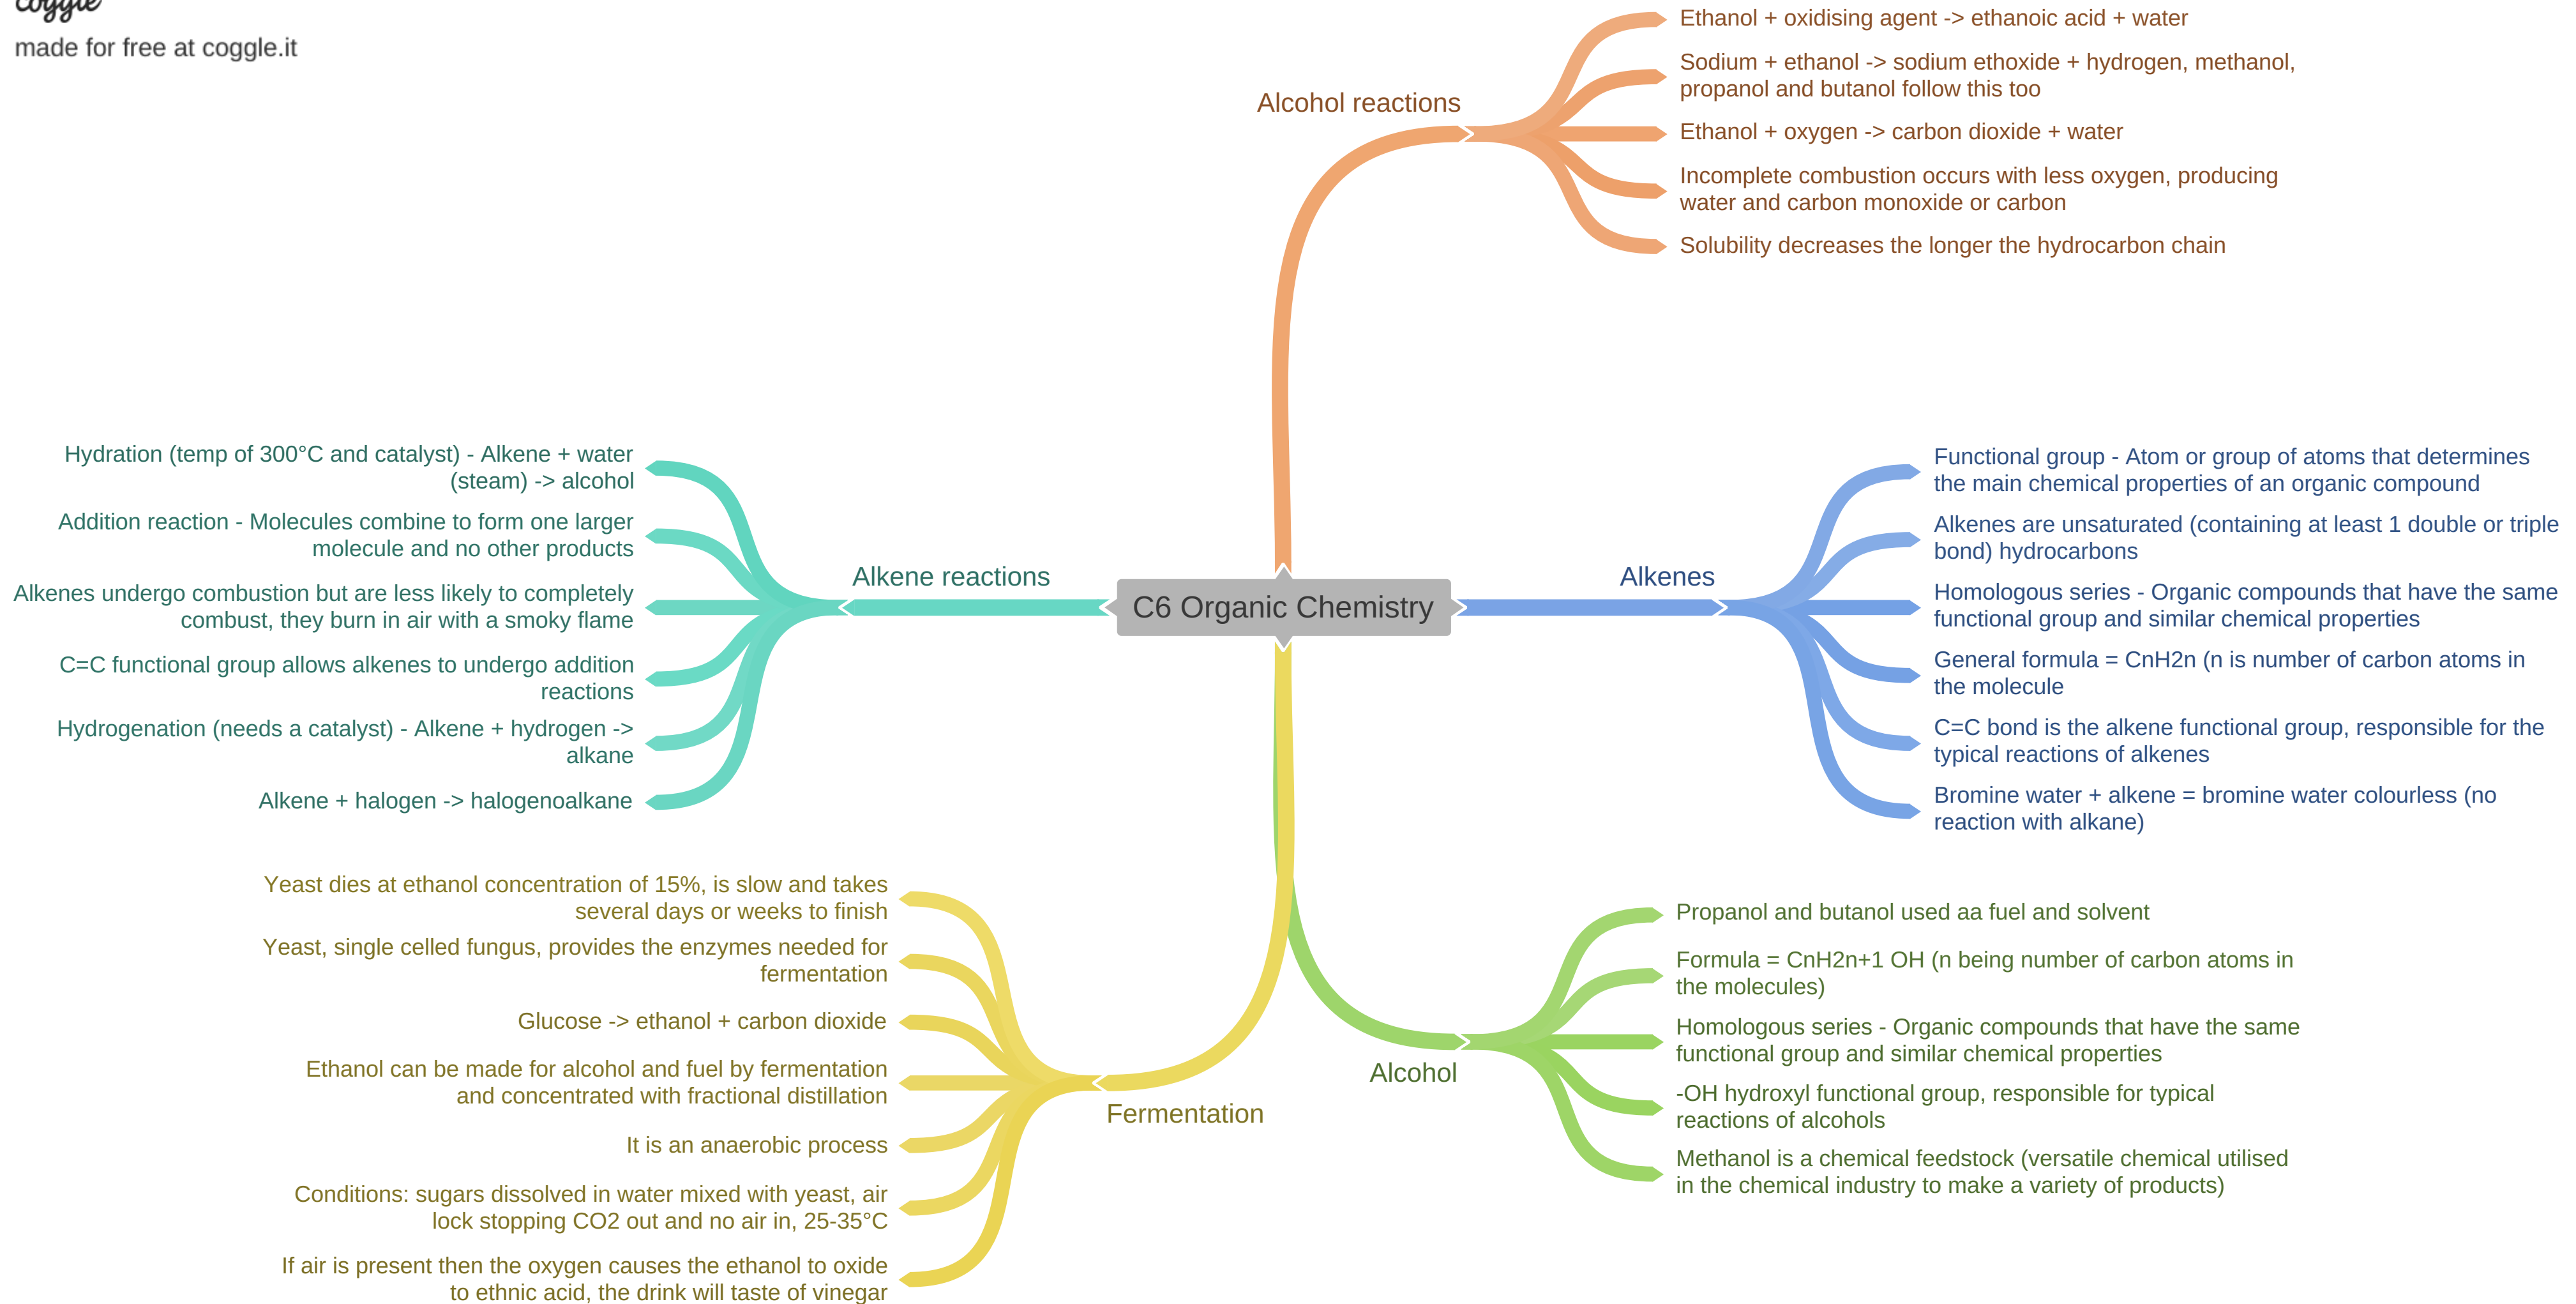 coggle
made for free at coggle.it
Alcohol reactions
Ethanol + oxidising agent -> ethanoic acid + water
Sodium + ethanol -> sodium ethoxide + hydrogen, methanol,
propanol and butanol follow this too
Ethanol + oxygen -> carbon dioxide + water
Incomplete combustion occurs with less oxygen, producing
water and carbon monoxide or carbon
Solubility decreases the longer the hydrocarbon chain
Hydration (temp of 300°C and catalyst) - Alkene + water
(steam) -> alcohol
Addition reaction - Molecules combine to form one larger
molecule and no other products
Alkenes undergo combustion but are less likely to completely
combust, they burn in air with a smoky flame
C=C functional group allows alkenes to undergo addition
reactions
Hydrogenation (needs a catalyst) - Alkene + hydrogen ->
alkane
Alkene + halogen -> halogenoalkane
Alkene reactions
C6 Organic Chemistry
Alkenes
Functional group - Atom or group of atoms that determines
the main chemical properties of an organic compound
Alkenes are unsaturated (containing at least 1 double or triple
bond) hydrocarbons
Homologous series - Organic compounds that have the same
functional group and similar chemical properties
General formula = CnH2n (n is number of carbon atoms in
the molecule
C=C bond is the alkene functional group, responsible for the
typical reactions of alkenes
Bromine water + alkene = bromine water colourless (no
reaction with alkane)
Yeast dies at ethanol concentration of 15%, is slow and takes
several days or weeks to finish
Yeast, single celled fungus, provides the enzymes needed for
fermentation
Glucose -> ethanol + carbon dioxide
Ethanol can be made for alcohol and fuel by fermentation
and concentrated with fractional distillation
It is an anaerobic process
Conditions: sugars dissolved in water mixed with yeast, air
lock stopping CO2 out and no air in, 25-35°C
If air is present then the oxygen causes the ethanol to oxide
to ethnic acid, the drink will taste of vinegar
Fermentation
Alcohol
Propanol and butanol used aa fuel and solvent
Formula = CnH2n+1 OH (n being number of carbon atoms in
the molecules)
Homologous series - Organic compounds that have the same
functional group and similar chemical properties
-OH hydroxyl functional group, responsible for typical
reactions of alcohols
Methanol is a chemical feedstock (versatile chemical utilised
in the chemical industry to make a variety of products)